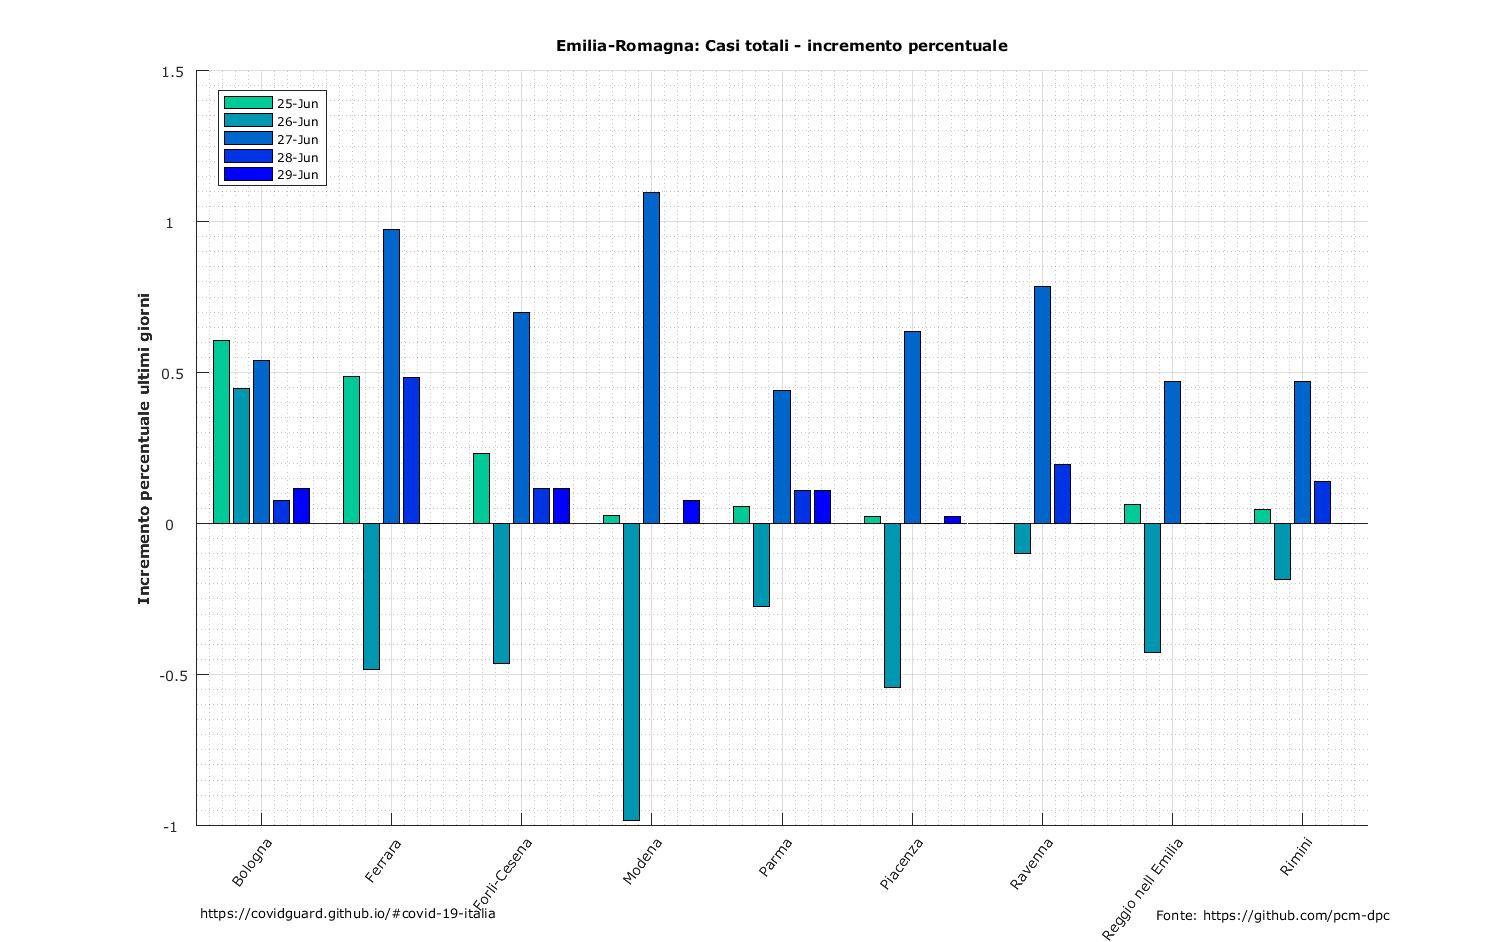 Emilia-Romagna: Casi totali - incremento percentuale
1.5
1
0.5
0
-0.5
-1
Incremento percentuale ultimi giorni
25-Jun
26-Jun
27-Jun
28-Jun
29-Jun
Bologna
Ferrara
Forlì-Cesena
Modena
Parma
Piacenza
Ravenna
Reggio nell Emilia
Rimini
https://covidguard.github.io/#covid-19-italia
Fonte: https://github.com/pcm-dpc